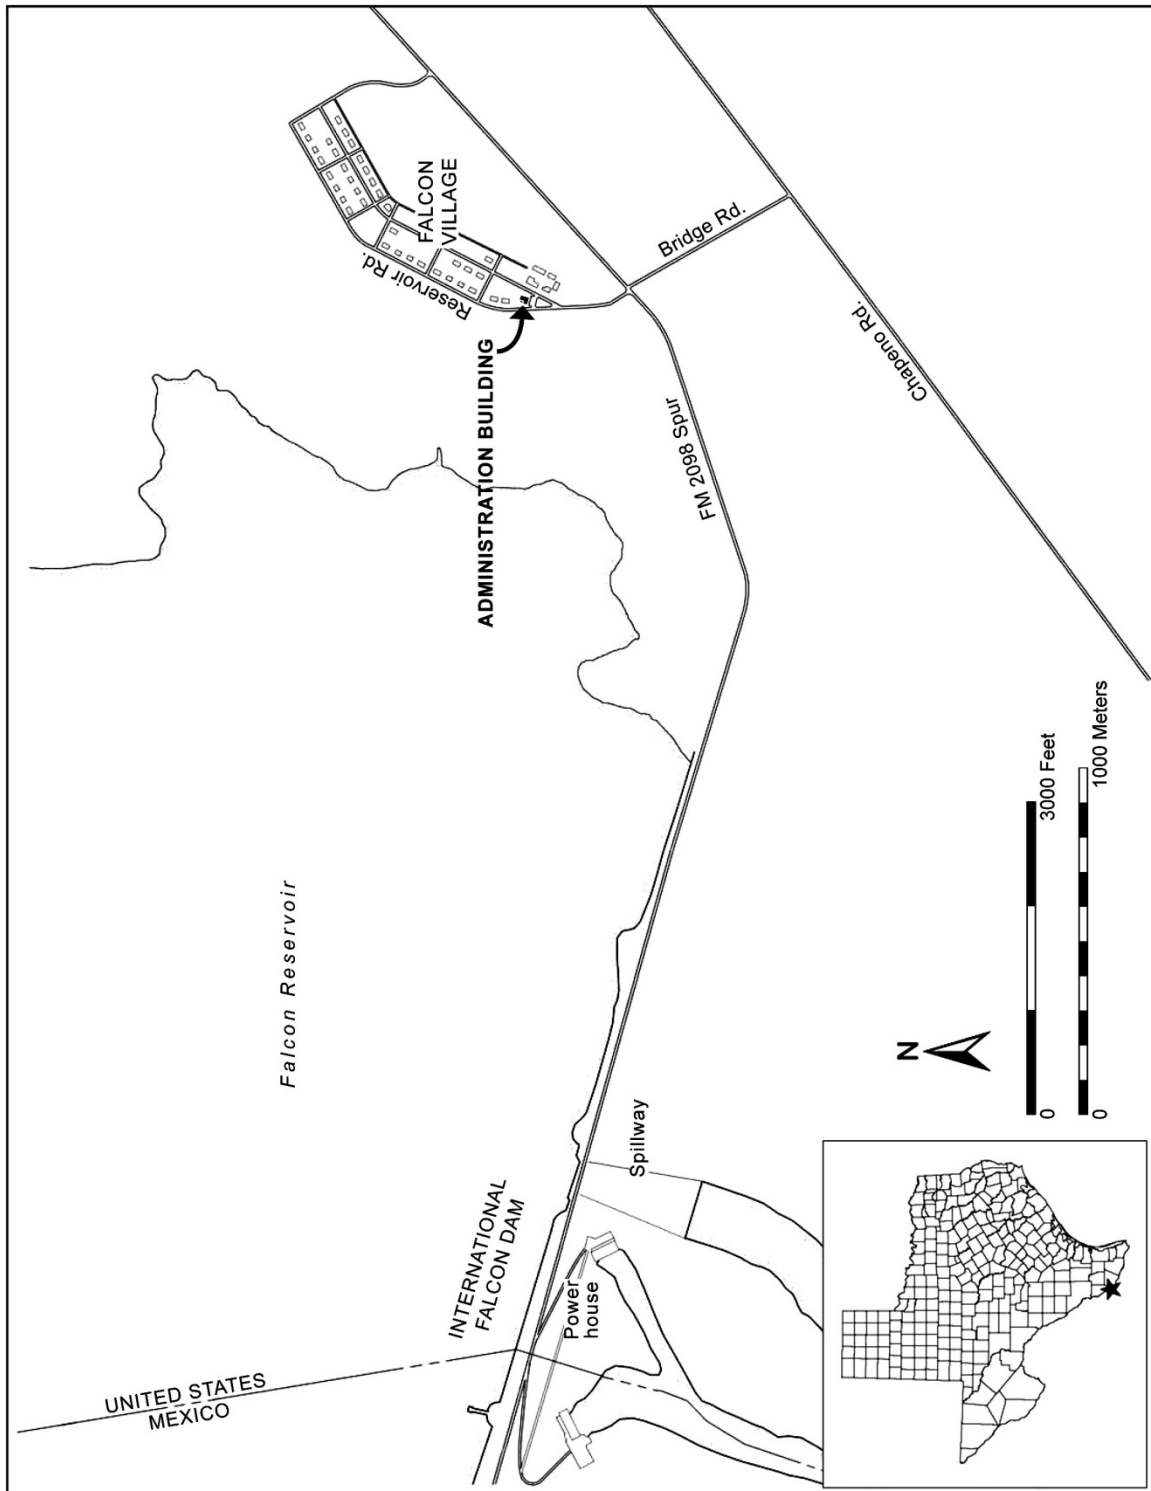 UNITED STATES
MEXICO
INTERNATIONAL
FALCON DAM
Power
house
Spillway
Falcon Reservoir
ADMINISTRATION BUILDING
Reservoir Rd.
FALCON
VILLAGE
FM 2098 Spur
Bridge Rd.
Chapeno Rd.
N
0
3000 Feet
0
1000 Meters